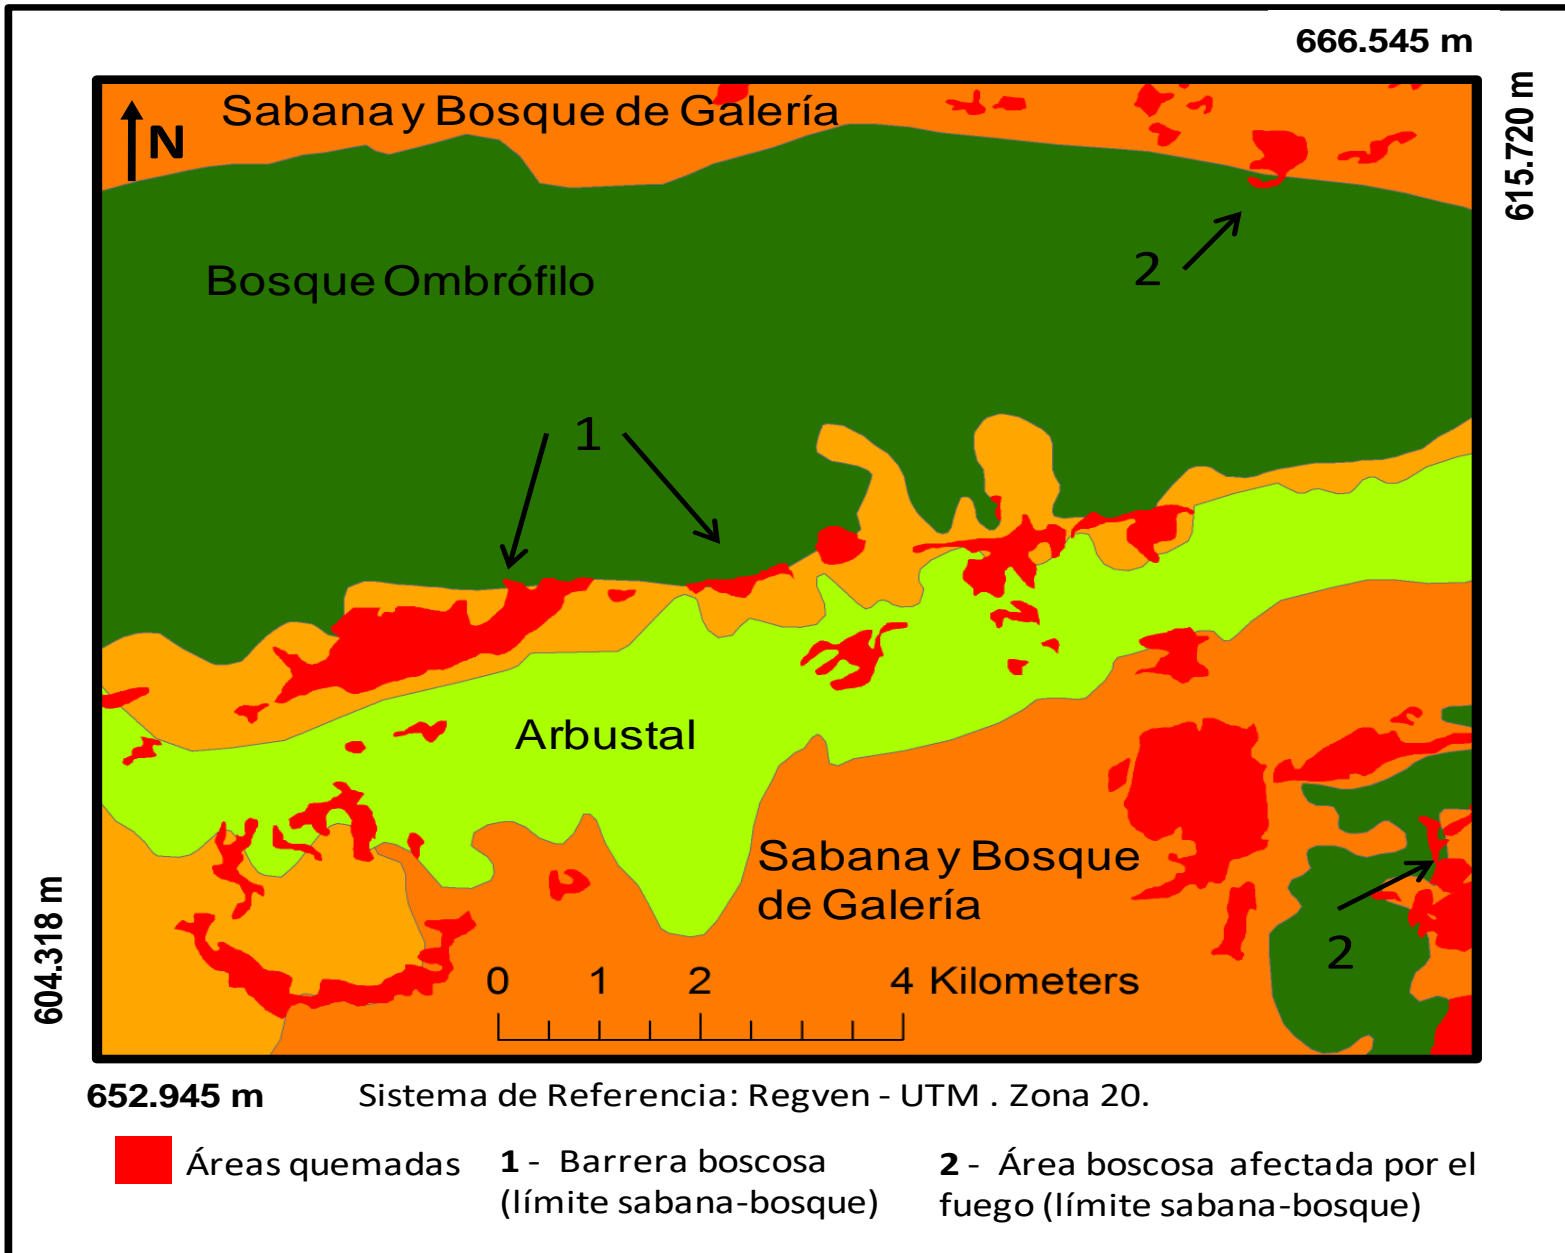 666.545 m
615.720 m
Sabana y Bosque de Galería
N
Bosque Ombrófilo
2
1
Arbustal
Sabana y Bosque
de Galería
2
604.318 m
0 1 2 4 Kilometers
652.945 m
Sistema de Referencia: Regven - UTM . Zona 20.
Áreas quemadas
1 - Barrera boscosa
(límite sabana-bosque)
2 - Área boscosa afectada por el
fuego (límite sabana-bosque)